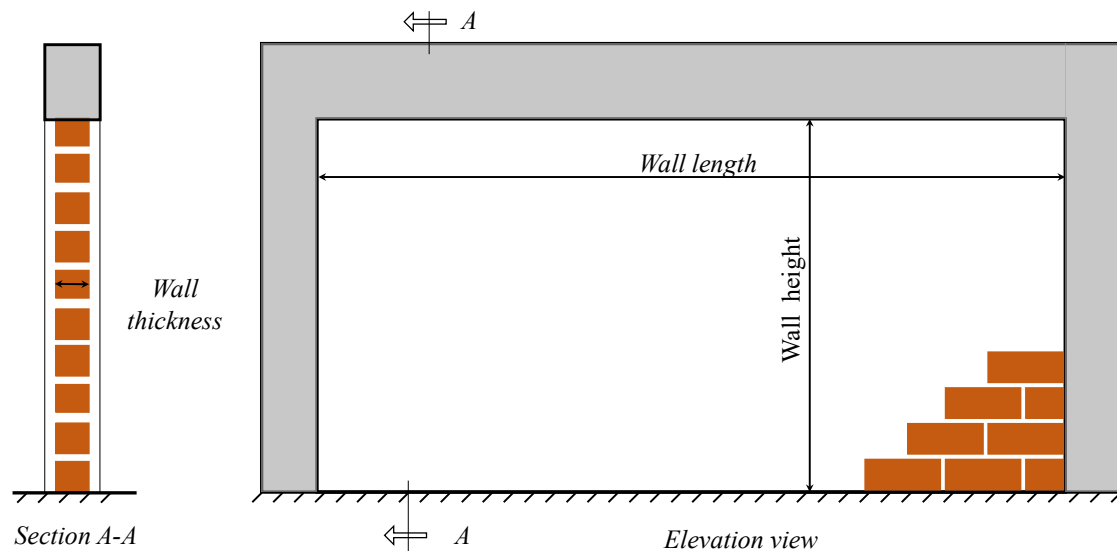 A
Wall length
Wall height
Wall
thickness
A
Section A-A
Elevation view